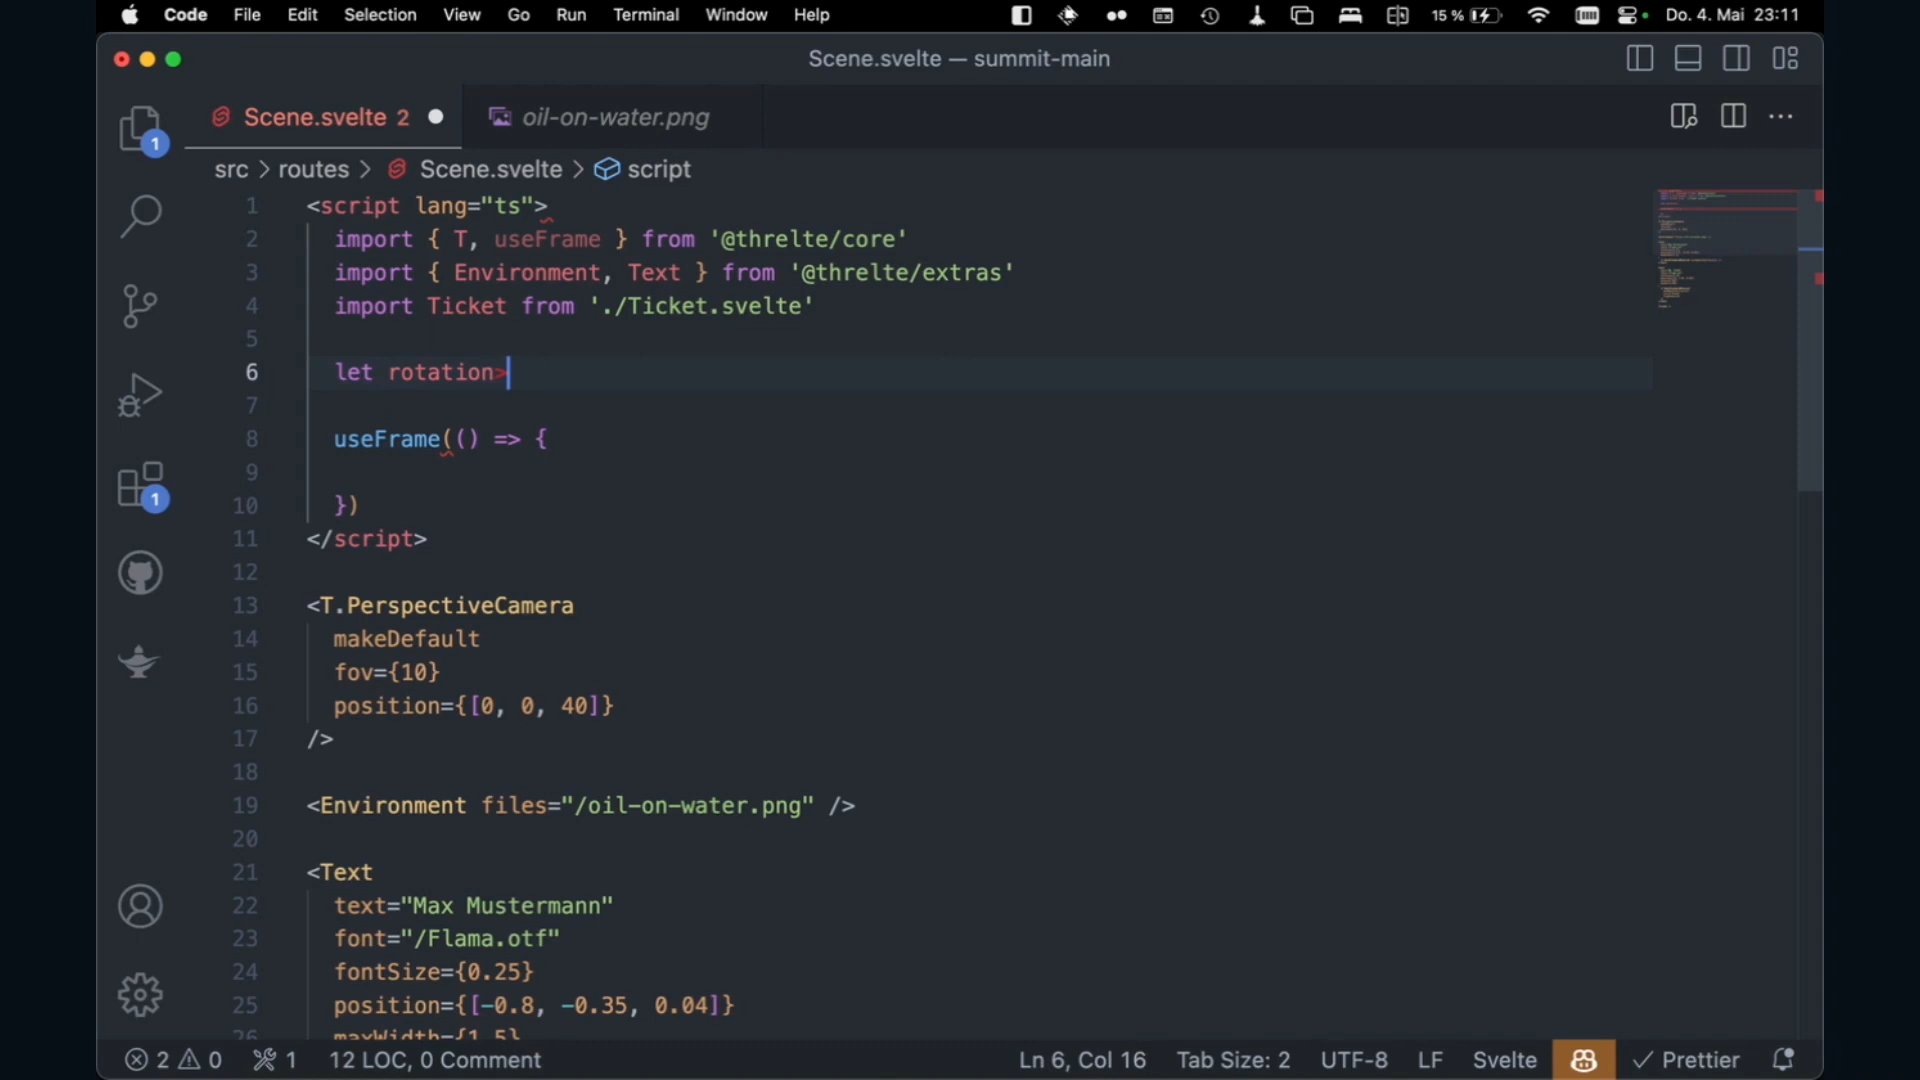 Code File Edit Selection View Go Run Terminal Window Help 15 % Do. 4. Mai 23:11
Scene.svelte — summit-main
Scene.svelte 2 oil-on-water.png
1
src > routes > Scene.svelte > script
1 <script lang="ts">
2 import { T, useFrame } from '@threlte/core'
3 import { Environment, Text } from '@threlte/extras'
4 import Ticket from './Ticket.svelte'
5
6 let rotation>
7
8 useFrame(() => {
9
1
10 })
11 </script>
12
13 <T.PerspectiveCamera
14 makeDefault
15 fov={10}
16 position={[0, 0, 40]}
17 />
18
19 <Environment files="/oil-on-water.png" />
20
21 <Text
22 text="Max Mustermann"
23 font="/Flama.otf"
24 fontSize={0.25}
25 position={[-0.8, -0.35, 0.04]}
26 maxWidth={1.5}
2 0 1 12 LOC, 0 Comment Ln 6, Col 16 Tab Size: 2 UTF-8 LF Svelte Prettier